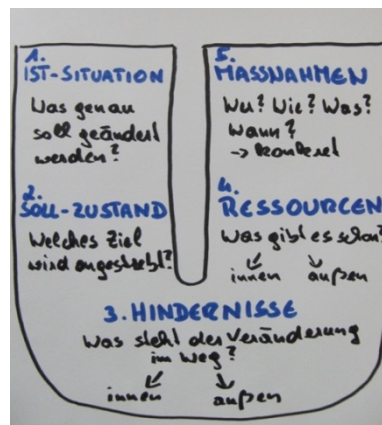 1.
IST-SITUATION
Was genau
soll geändert
werden?
2.
SOLL-ZUSTAND
Welches Ziel
wird angestrebt?
3. HINDERNISSE
Was steht der Veränderung
im Weg?
innen außen
4.
RESSOURCEN
Was gibt es schon?
innen außen
5.
MASSNAHMEN
Wer? Wie? Was?
Wann?
→ konkret